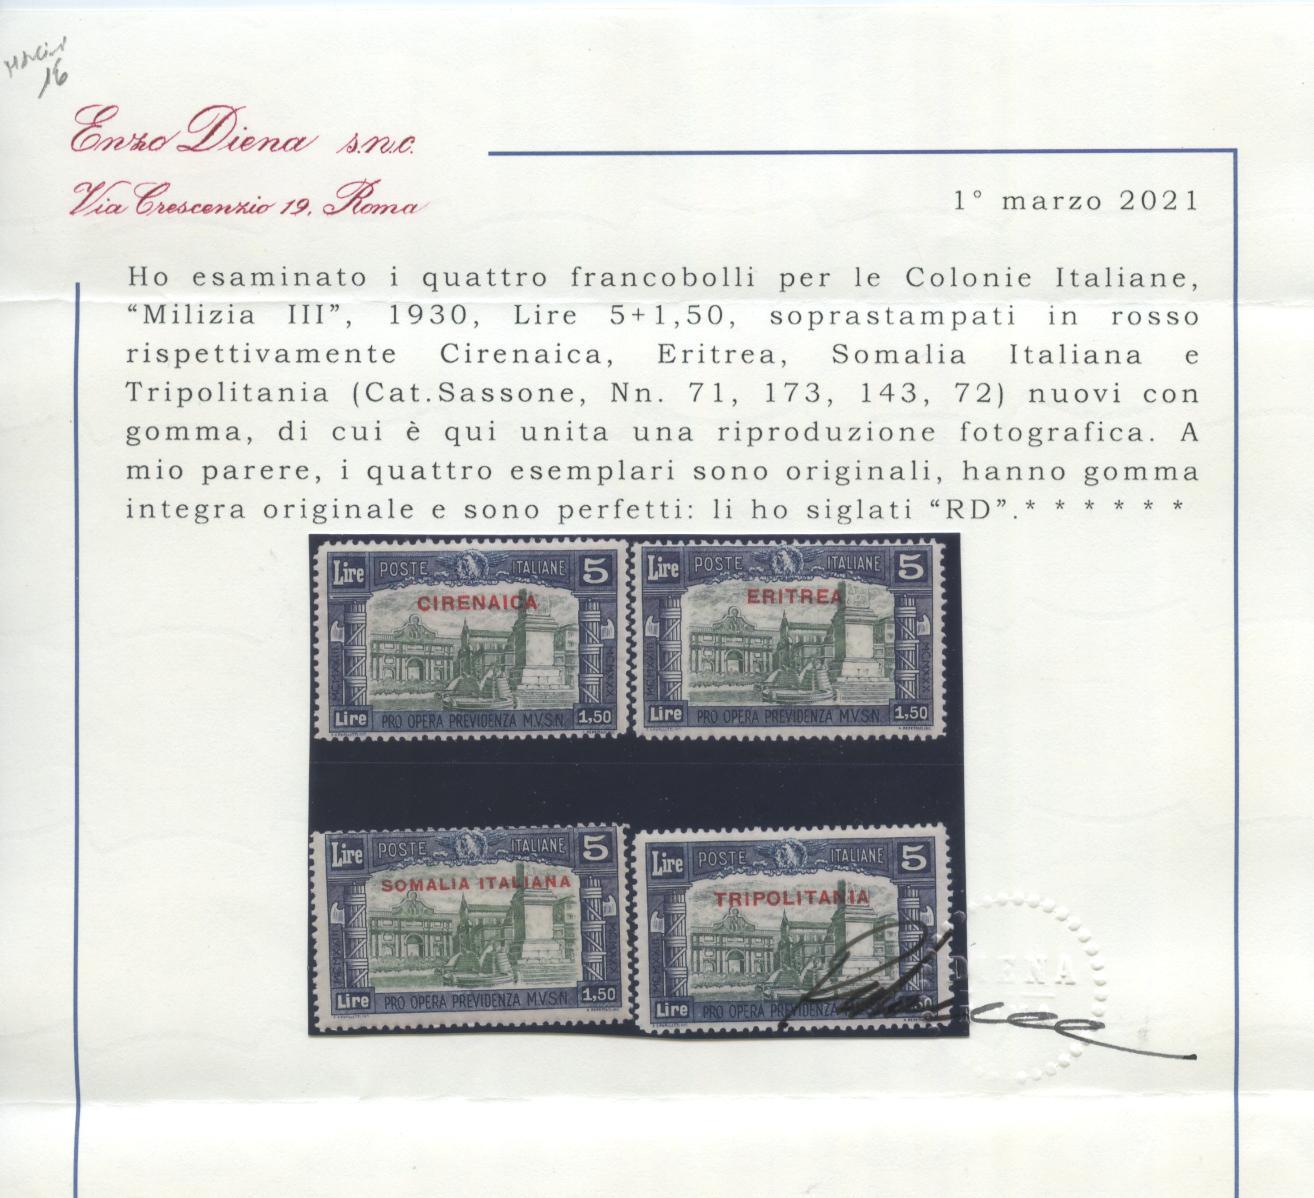 16
Enzo Diena s.n.c.
Via Crescenzio 19, Roma
1° marzo 2021
Ho esaminato i quattro francobolli per le Colonie Italiane,
“Milizia III”, 1930, Lire 5+1,50, soprastampati in rosso
rispettivamente Cirenaica, Eritrea, Somalia Italiana e
Tripolitania (Cat.Sassone, Nn. 71, 173, 143, 72) nuovi con
gomma, di cui è qui unita una riproduzione fotografica. A
mio parere, i quattro esemplari sono originali, hanno gomma
integra originale e sono perfetti: li ho siglati “RD”.* * * * * *
Lire POSTE ITALIANE 5
CIRENAICA
MCMXXX
Lire PRO OPERA PREVIDENZA M.V.S.N. 1,50
Lire POSTE ITALIANE 5
ERITREA
MCMXXX
Lire PRO OPERA PREVIDENZA M.V.S.N. 1,50
Lire POSTE ITALIANE 5
SOMALIA ITALIANA
Lire PRO OPERA PREVIDENZA M.V.S.N. 1,50
Lire POSTE ITALIANE 5
TRIPOLITANIA
Lire PRO OPERA PREVIDENZA